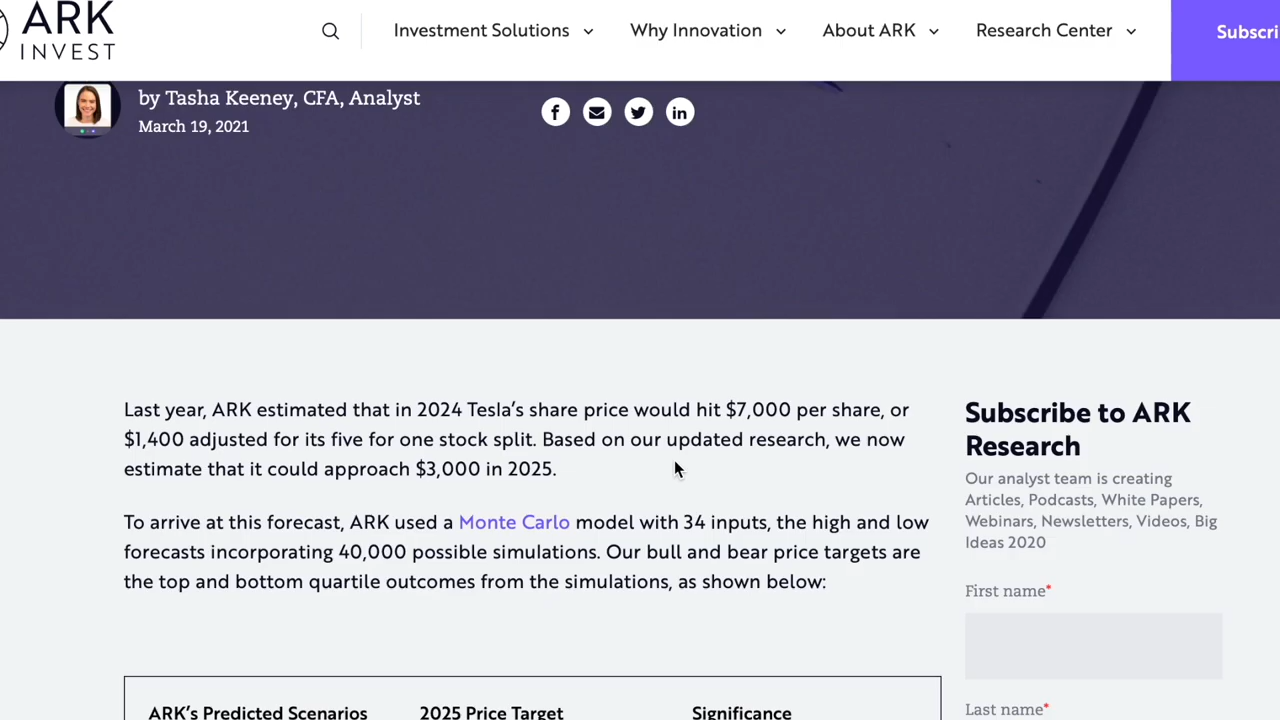 ARK
INVEST
Investment Solutions
Why Innovation
About ARK
Research Center
Subscri
by Tasha Keeney, CFA, Analyst
March 19, 2021
Last year, ARK estimated that in 2024 Tesla's share price would hit $7,000 per share, or
$1,400 adjusted for its five for one stock split. Based on our updated research, we now
estimate that it could approach $3,000 in 2025.
To arrive at this forecast, ARK used a Monte Carlo model with 34 inputs, the high and low
forecasts incorporating 40,000 possible simulations. Our bull and bear price targets are
the top and bottom quartile outcomes from the simulations, as shown below:
ARK's Predicted Scenarios
2025 Price Target
Significance
Subscribe to ARK
Research
Our analyst team is creating
Articles, Podcasts, White Papers,
Webinars, Newsletters, Videos, Big
Ideas 2020
First name*
Last name*